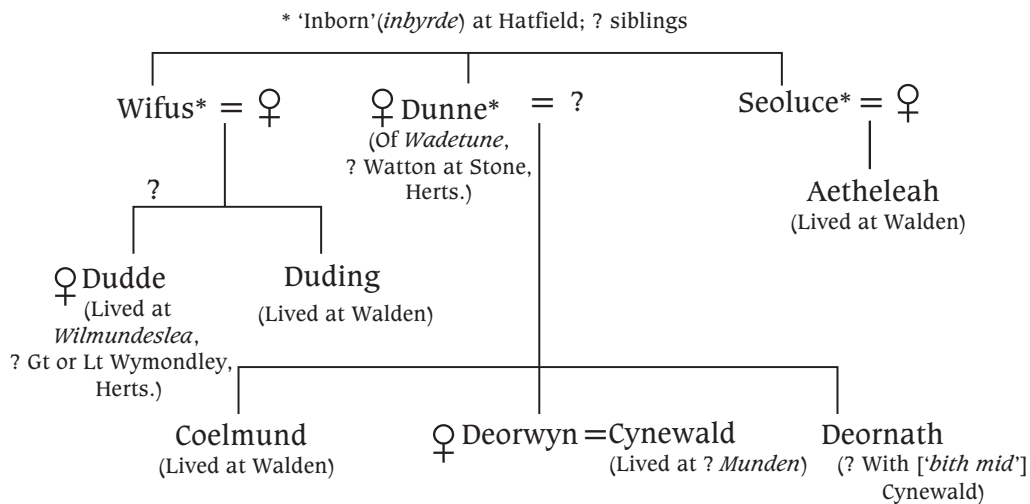 * ‘Inborn’(inbyrde) at Hatfield; ? siblings
Wifus* = ♀
♀ Dunne* = ?
(Of Wadetune,
? Watton at Stone,
Herts.)
Seoluce* = ♀
Aetheleah
(Lived at Walden)
?
♀ Dudde
(Lived at
Wilmundeslea,
? Gt or Lt Wymondley,
Herts.)
Duding
(Lived at Walden)
Coelmund
(Lived at Walden)
♀ Deorwyn = Cynewald
(Lived at ? Munden)
Deornath
(? With [‘bith mid’]
Cynewald)